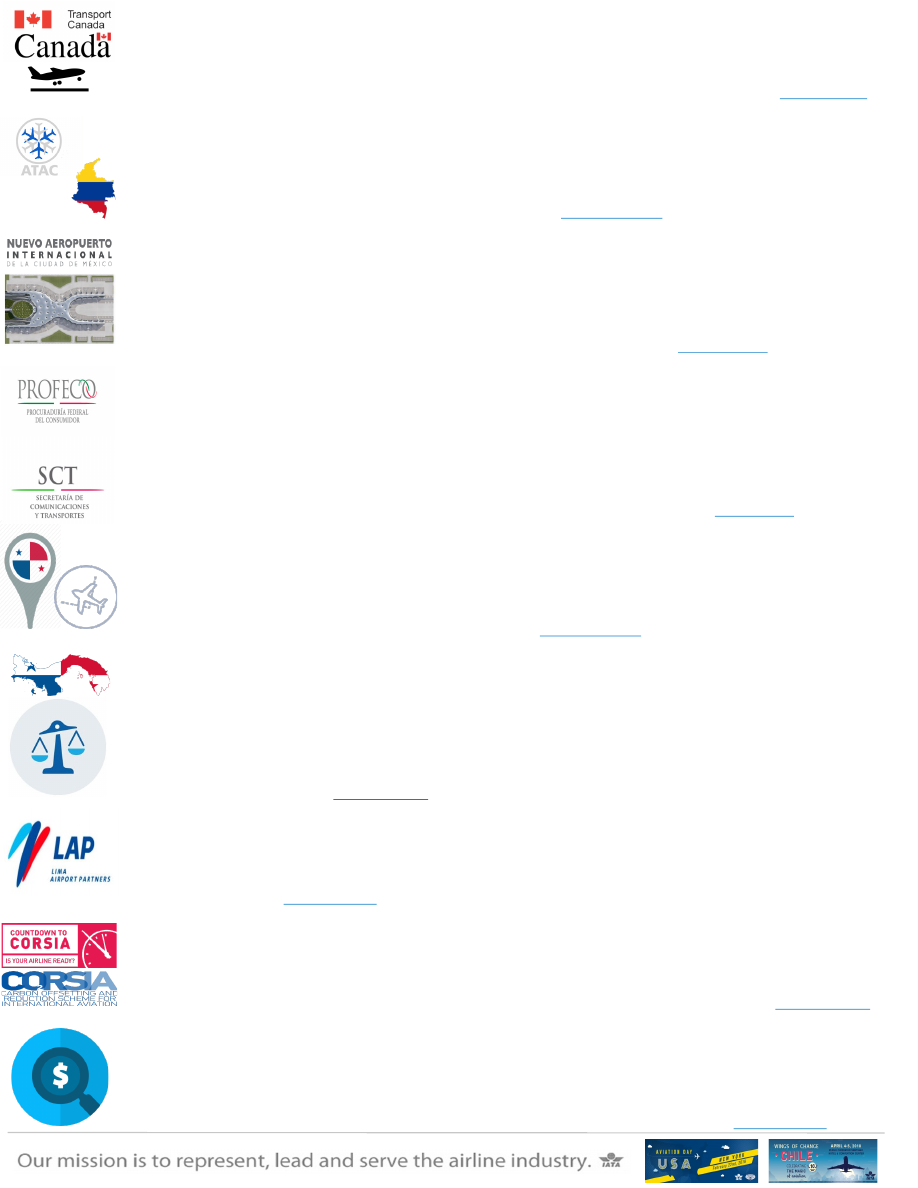 Transport
Canada
Canada
ATAC
NUEVO AEROPUERTO
INTERNACIONAL
DE LA CIUDAD DE MÉXICO
PROFECO
PROCURADURÍA FEDERAL
DEL CONSUMIDOR
SCT
SECRETARÍA DE
COMUNICACIONES
Y TRANSPORTES
LAP
LIMA
AIRPORT PARTNERS
COUNTDOWN TO
CORSIA
IS YOUR AIRLINE READY?
CORSIA
CARBON OFFSETTING AND
REDUCTION SCHEME FOR
INTERNATIONAL AVIATION
$
Our mission is to represent, lead and serve the airline industry. IATA
AVIATION DAY
USA
NEW YORK
WINGS OF CHANGE
CHILE